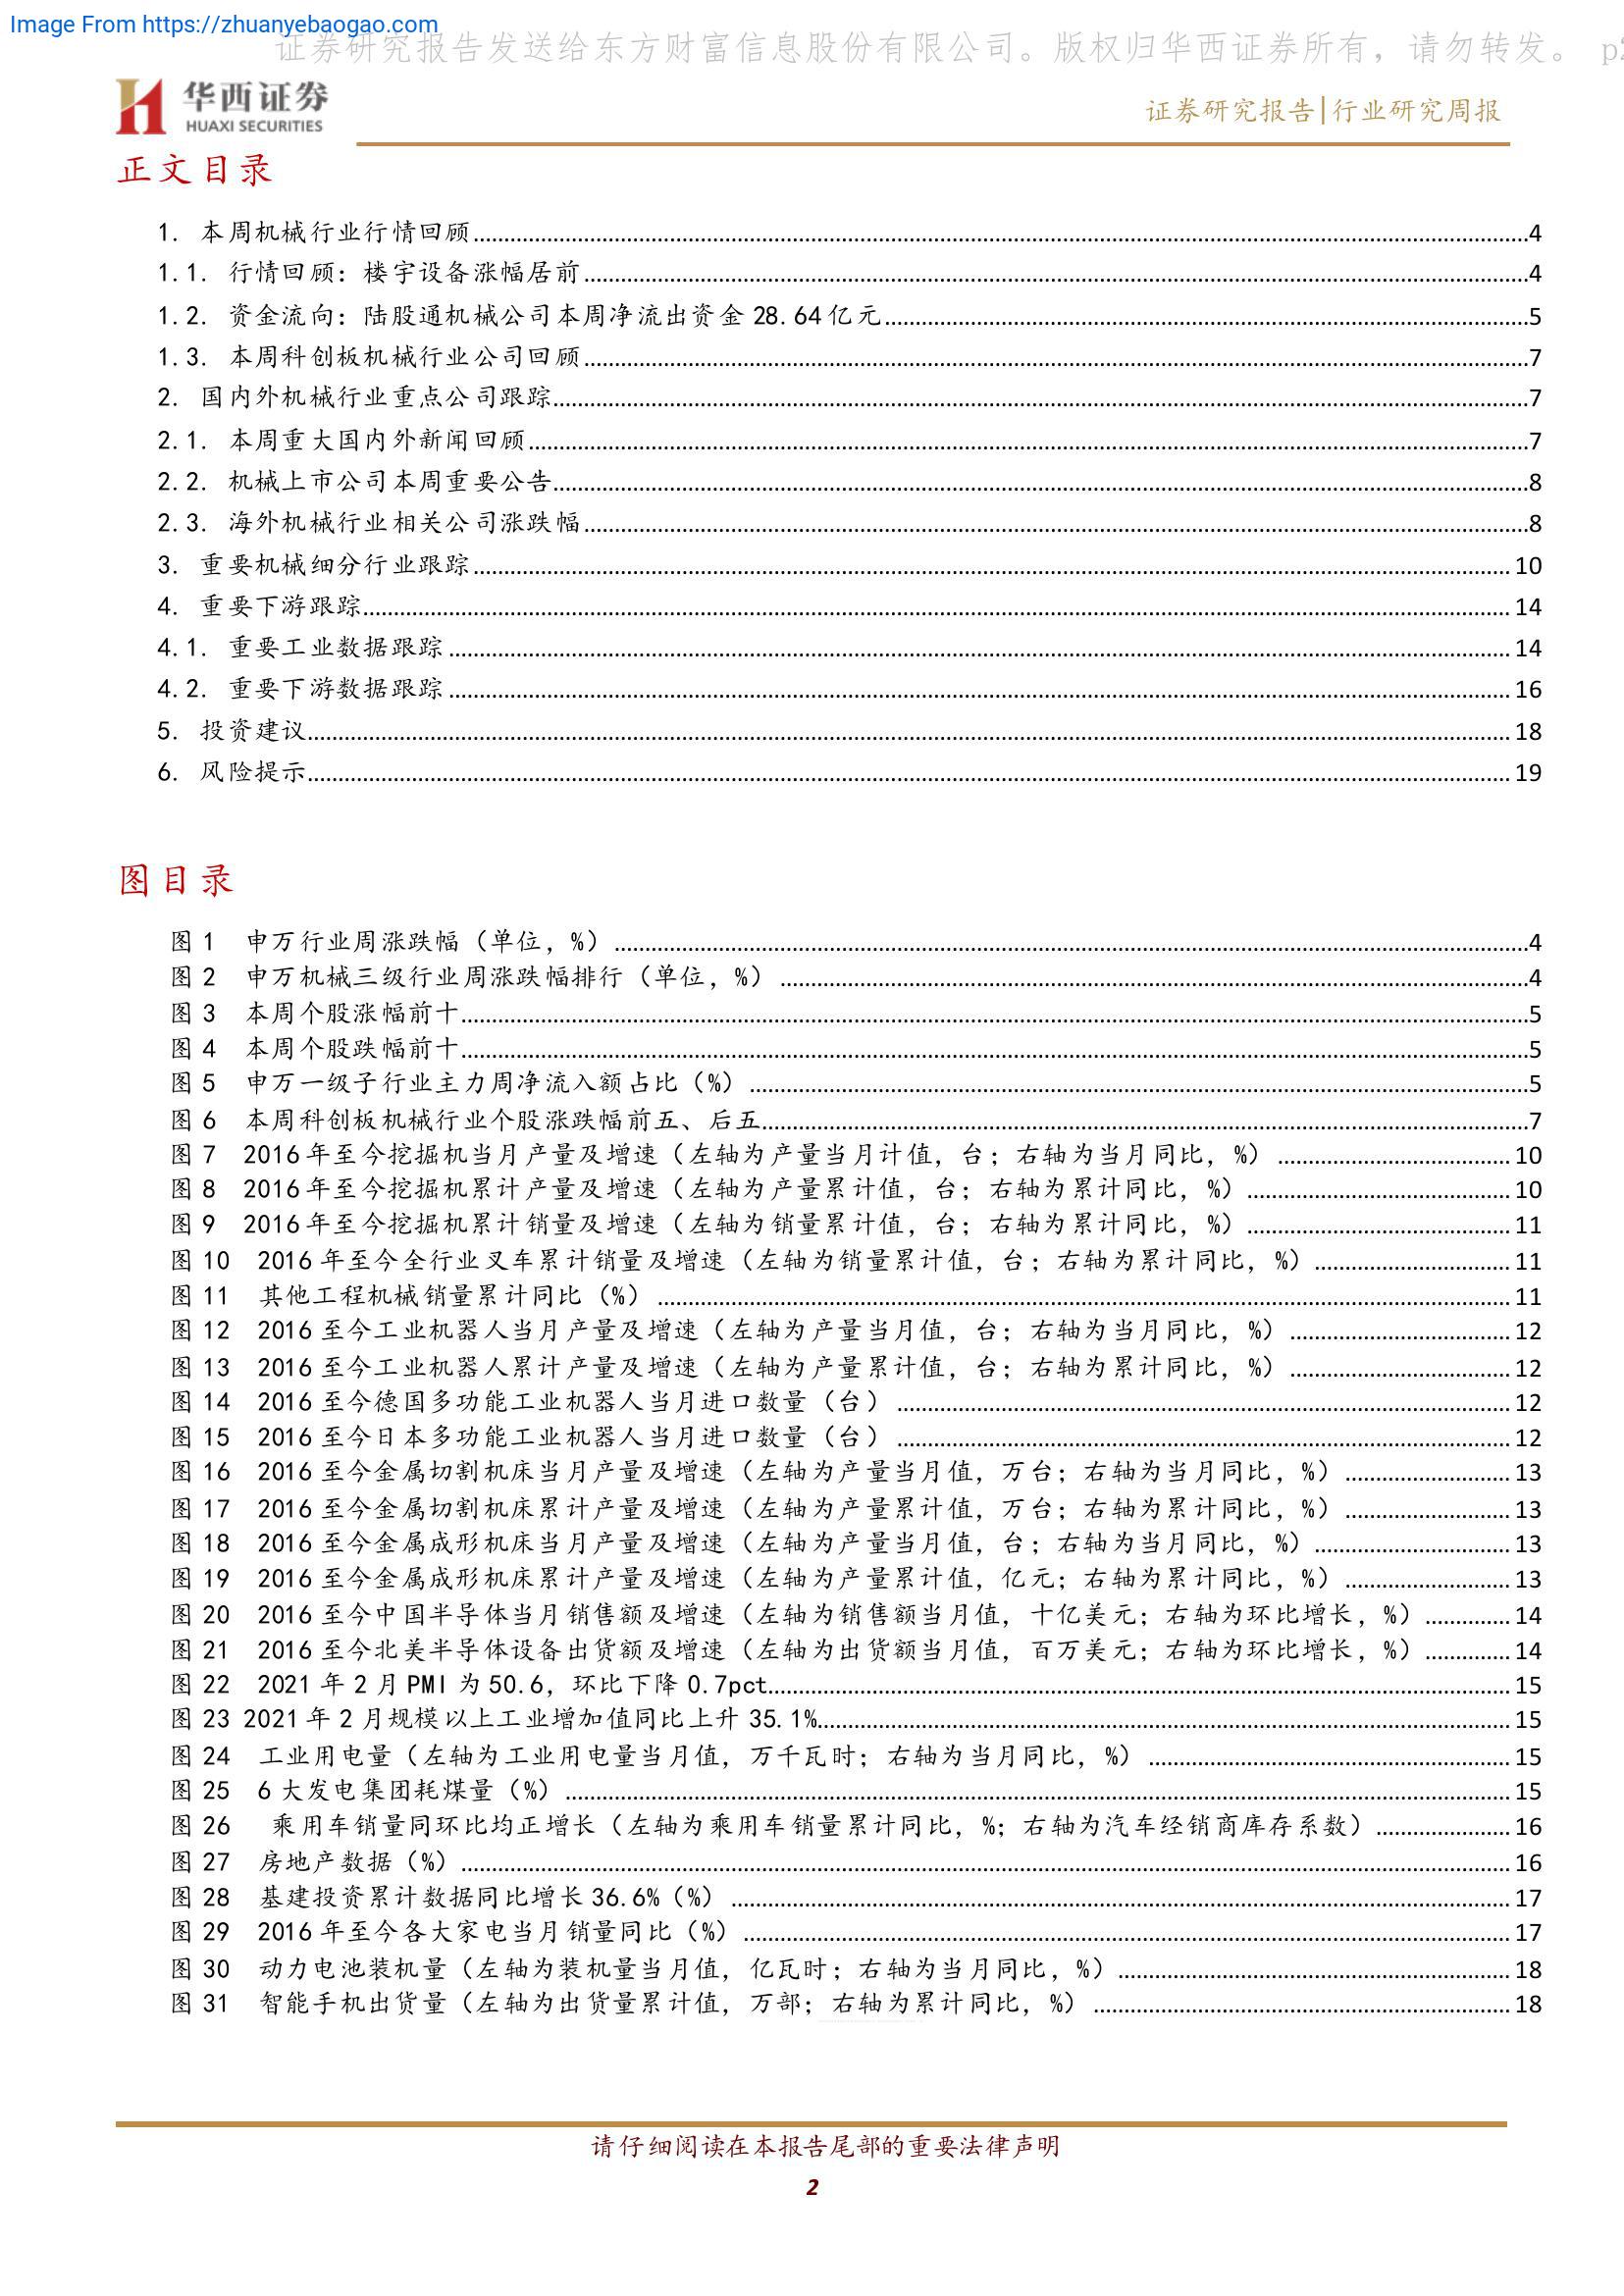 Image From https://zhuanyebaogao.com
证券研究报告发送给东方财富信息股份有限公司。版权归华西证券所有，请勿转发。 p2
华西证券
HUAXI SECURITIES
证券研究报告|行业研究周报
正文目录
1. 本周机械行业行情回顾 4
1.1. 行情回顾：楼宇设备涨幅居前 4
1.2. 资金流向：陆股通机械公司本周净流出资金 28.64 亿元 5
1.3. 本周科创板机械行业公司回顾 7
2. 国内外机械行业重点公司跟踪 7
2.1. 本周重大国内外新闻回顾 7
2.2. 机械上市公司本周重要公告 8
2.3. 海外机械行业相关公司涨跌幅 8
3. 重要机械细分行业跟踪 10
4. 重要下游跟踪 14
4.1. 重要工业数据跟踪 14
4.2. 重要下游数据跟踪 16
5. 投资建议 18
6. 风险提示 19
图目录
图 1 申万行业周涨跌幅（单位，%） 4
图 2 申万机械三级行业周涨跌幅排行（单位，%） 4
图 3 本周个股涨幅前十 5
图 4 本周个股跌幅前十 5
图 5 申万一级子行业主力周净流入额占比（%） 5
图 6 本周科创板机械行业个股涨跌幅前五、后五 7
图 7 2016 年至今挖掘机当月产量及增速（左轴为产量当月计值，台；右轴为当月同比，%） 10
图 8 2016 年至今挖掘机累计产量及增速（左轴为产量累计值，台；右轴为累计同比，%） 10
图 9 2016 年至今挖掘机累计销量及增速（左轴为销量累计值，台；右轴为累计同比，%） 11
图 10 2016 年至今全行业叉车累计销量及增速（左轴为销量累计值，台；右轴为累计同比，%） 11
图 11 其他工程机械销量累计同比（%） 11
图 12 2016 至今工业机器人当月产量及增速（左轴为产量当月值，台；右轴为当月同比，%） 12
图 13 2016 至今工业机器人累计产量及增速（左轴为产量累计值，台；右轴为累计同比，%） 12
图 14 2016 至今德国多功能工业机器人当月进口数量（台） 12
图 15 2016 至今日本多功能工业机器人当月进口数量（台） 12
图 16 2016 至今金属切割机床当月产量及增速（左轴为产量当月值，万台；右轴为当月同比，%） 13
图 17 2016 至今金属切割机床累计产量及增速（左轴为产量累计值，万台；右轴为累计同比，%） 13
图 18 2016 至今金属成形机床当月产量及增速（左轴为产量当月值，台；右轴为当月同比，%） 13
图 19 2016 至今金属成形机床累计产量及增速（左轴为产量累计值，亿元；右轴为累计同比，%） 13
图 20 2016 至今中国半导体当月销售额及增速（左轴为销售额当月值，十亿美元；右轴为环比增长，%） 14
图 21 2016 至今北美半导体设备出货额及增速（左轴为出货额当月值，百万美元；右轴为环比增长，%） 14
图 22 2021 年 2 月 PMI 为 50.6，环比下降 0.7pct 15
图 23 2021 年 2 月规模以上工业增加值同比上升 35.1% 15
图 24 工业用电量（左轴为工业用电量当月值，万千瓦时；右轴为当月同比，%） 15
图 25 6 大发电集团耗煤量（%） 15
图 26 乘用车销量同环比均正增长（左轴为乘用车销量累计同比，%；右轴为汽车经销商库存系数） 16
图 27 房地产数据（%） 16
图 28 基建投资累计数据同比增长 36.6%（%） 17
图 29 2016 年至今各大家电当月销量同比（%） 17
图 30 动力电池装机量（左轴为装机量当月值，亿瓦时；右轴为当月同比，%） 18
图 31 智能手机出货量（左轴为出货量累计值，万部；右轴为累计同比，%） 18
请仔细阅读在本报告尾部的重要法律声明
2